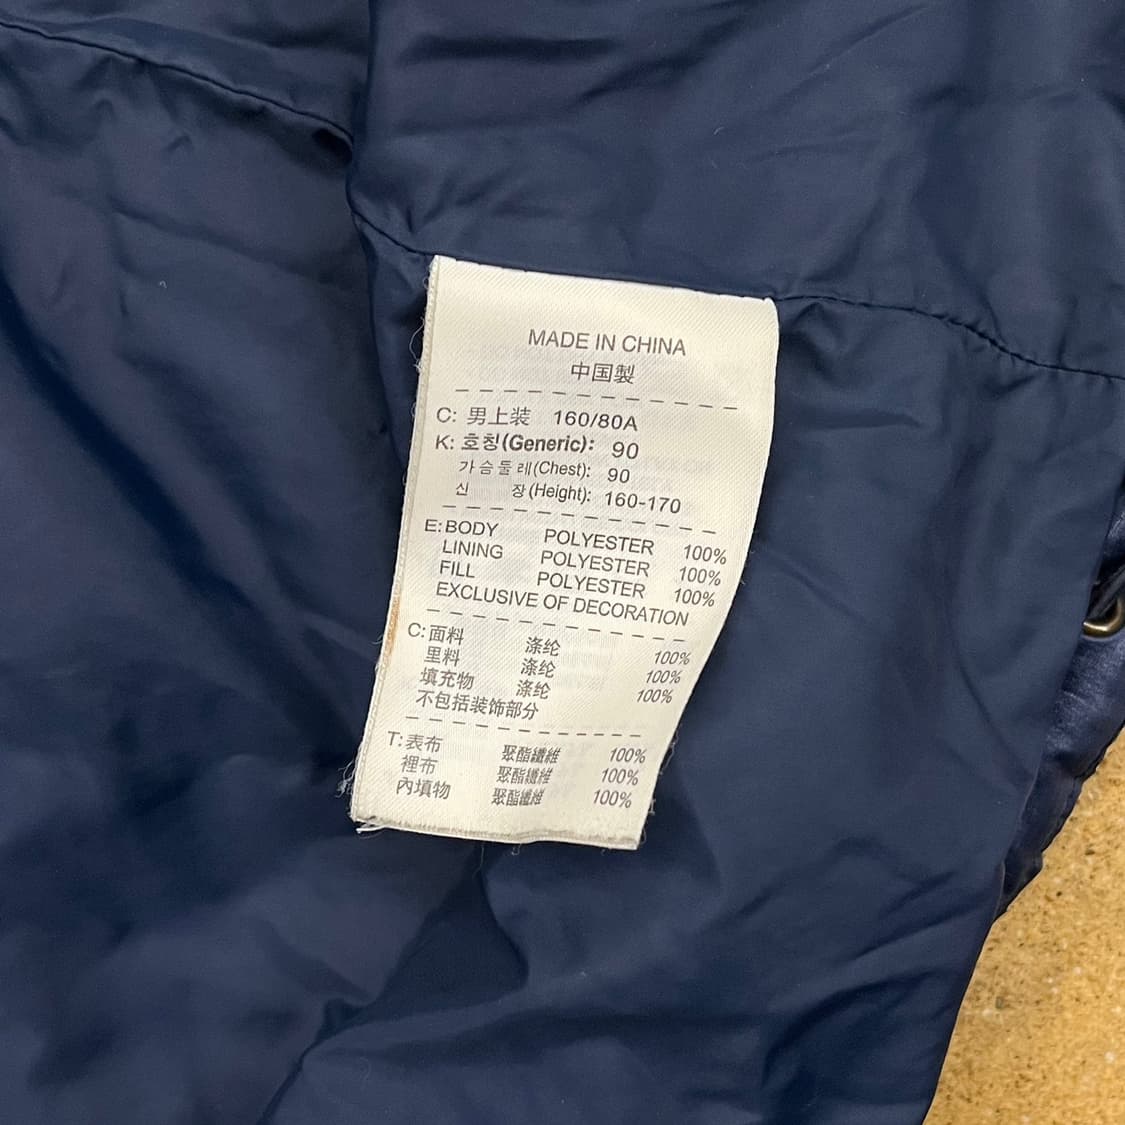 MADE IN CHINA
中国製
C: 男上装 160/80A
K: 호칭(Generic): 90
가슴둘레(Chest): 90
신 장(Height): 160-170
E: BODY POLYESTER 100%
LINING POLYESTER 100%
FILL POLYESTER 100%
EXCLUSIVE OF DECORATION
C: 面料 涤纶 100%
里料 涤纶 100%
填充物 涤纶 100%
不包括装饰部分
T: 表布 聚酯纖維 100%
裡布 聚酯纖維 100%
內填物 聚酯纖維 100%